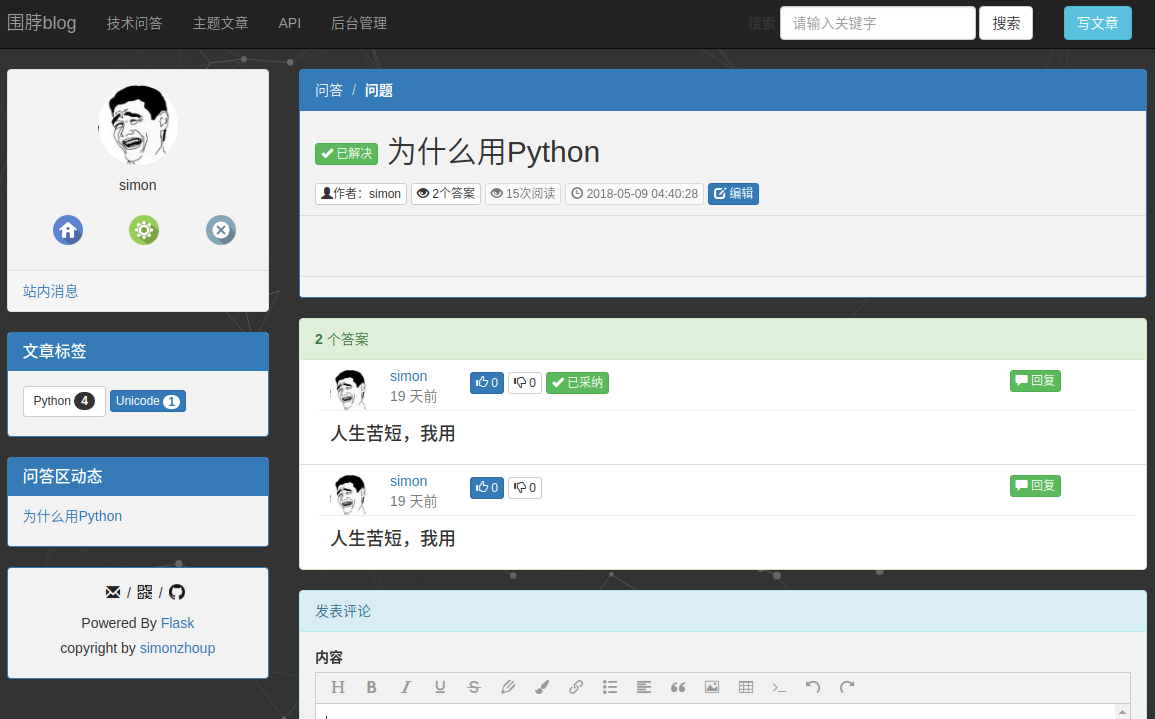 围脖blog 技术问答 主题文章 API 后台管理 搜索 请输入关键字 搜索 写文章
simon
站内消息
文章标签
Python 4 Unicode 1
问答区动态
为什么用Python
/ /
Powered By Flask
copyright by simonzhoup
问答 / 问题
已解决 为什么用Python
作者：simon 2个答案 15次阅读 2018-05-09 04:40:28 编辑
2 个答案
simon 0 0 已采纳 回复
19 天前
人生苦短，我用
simon 0 0 回复
19 天前
人生苦短，我用
发表评论
内容
H B I U S